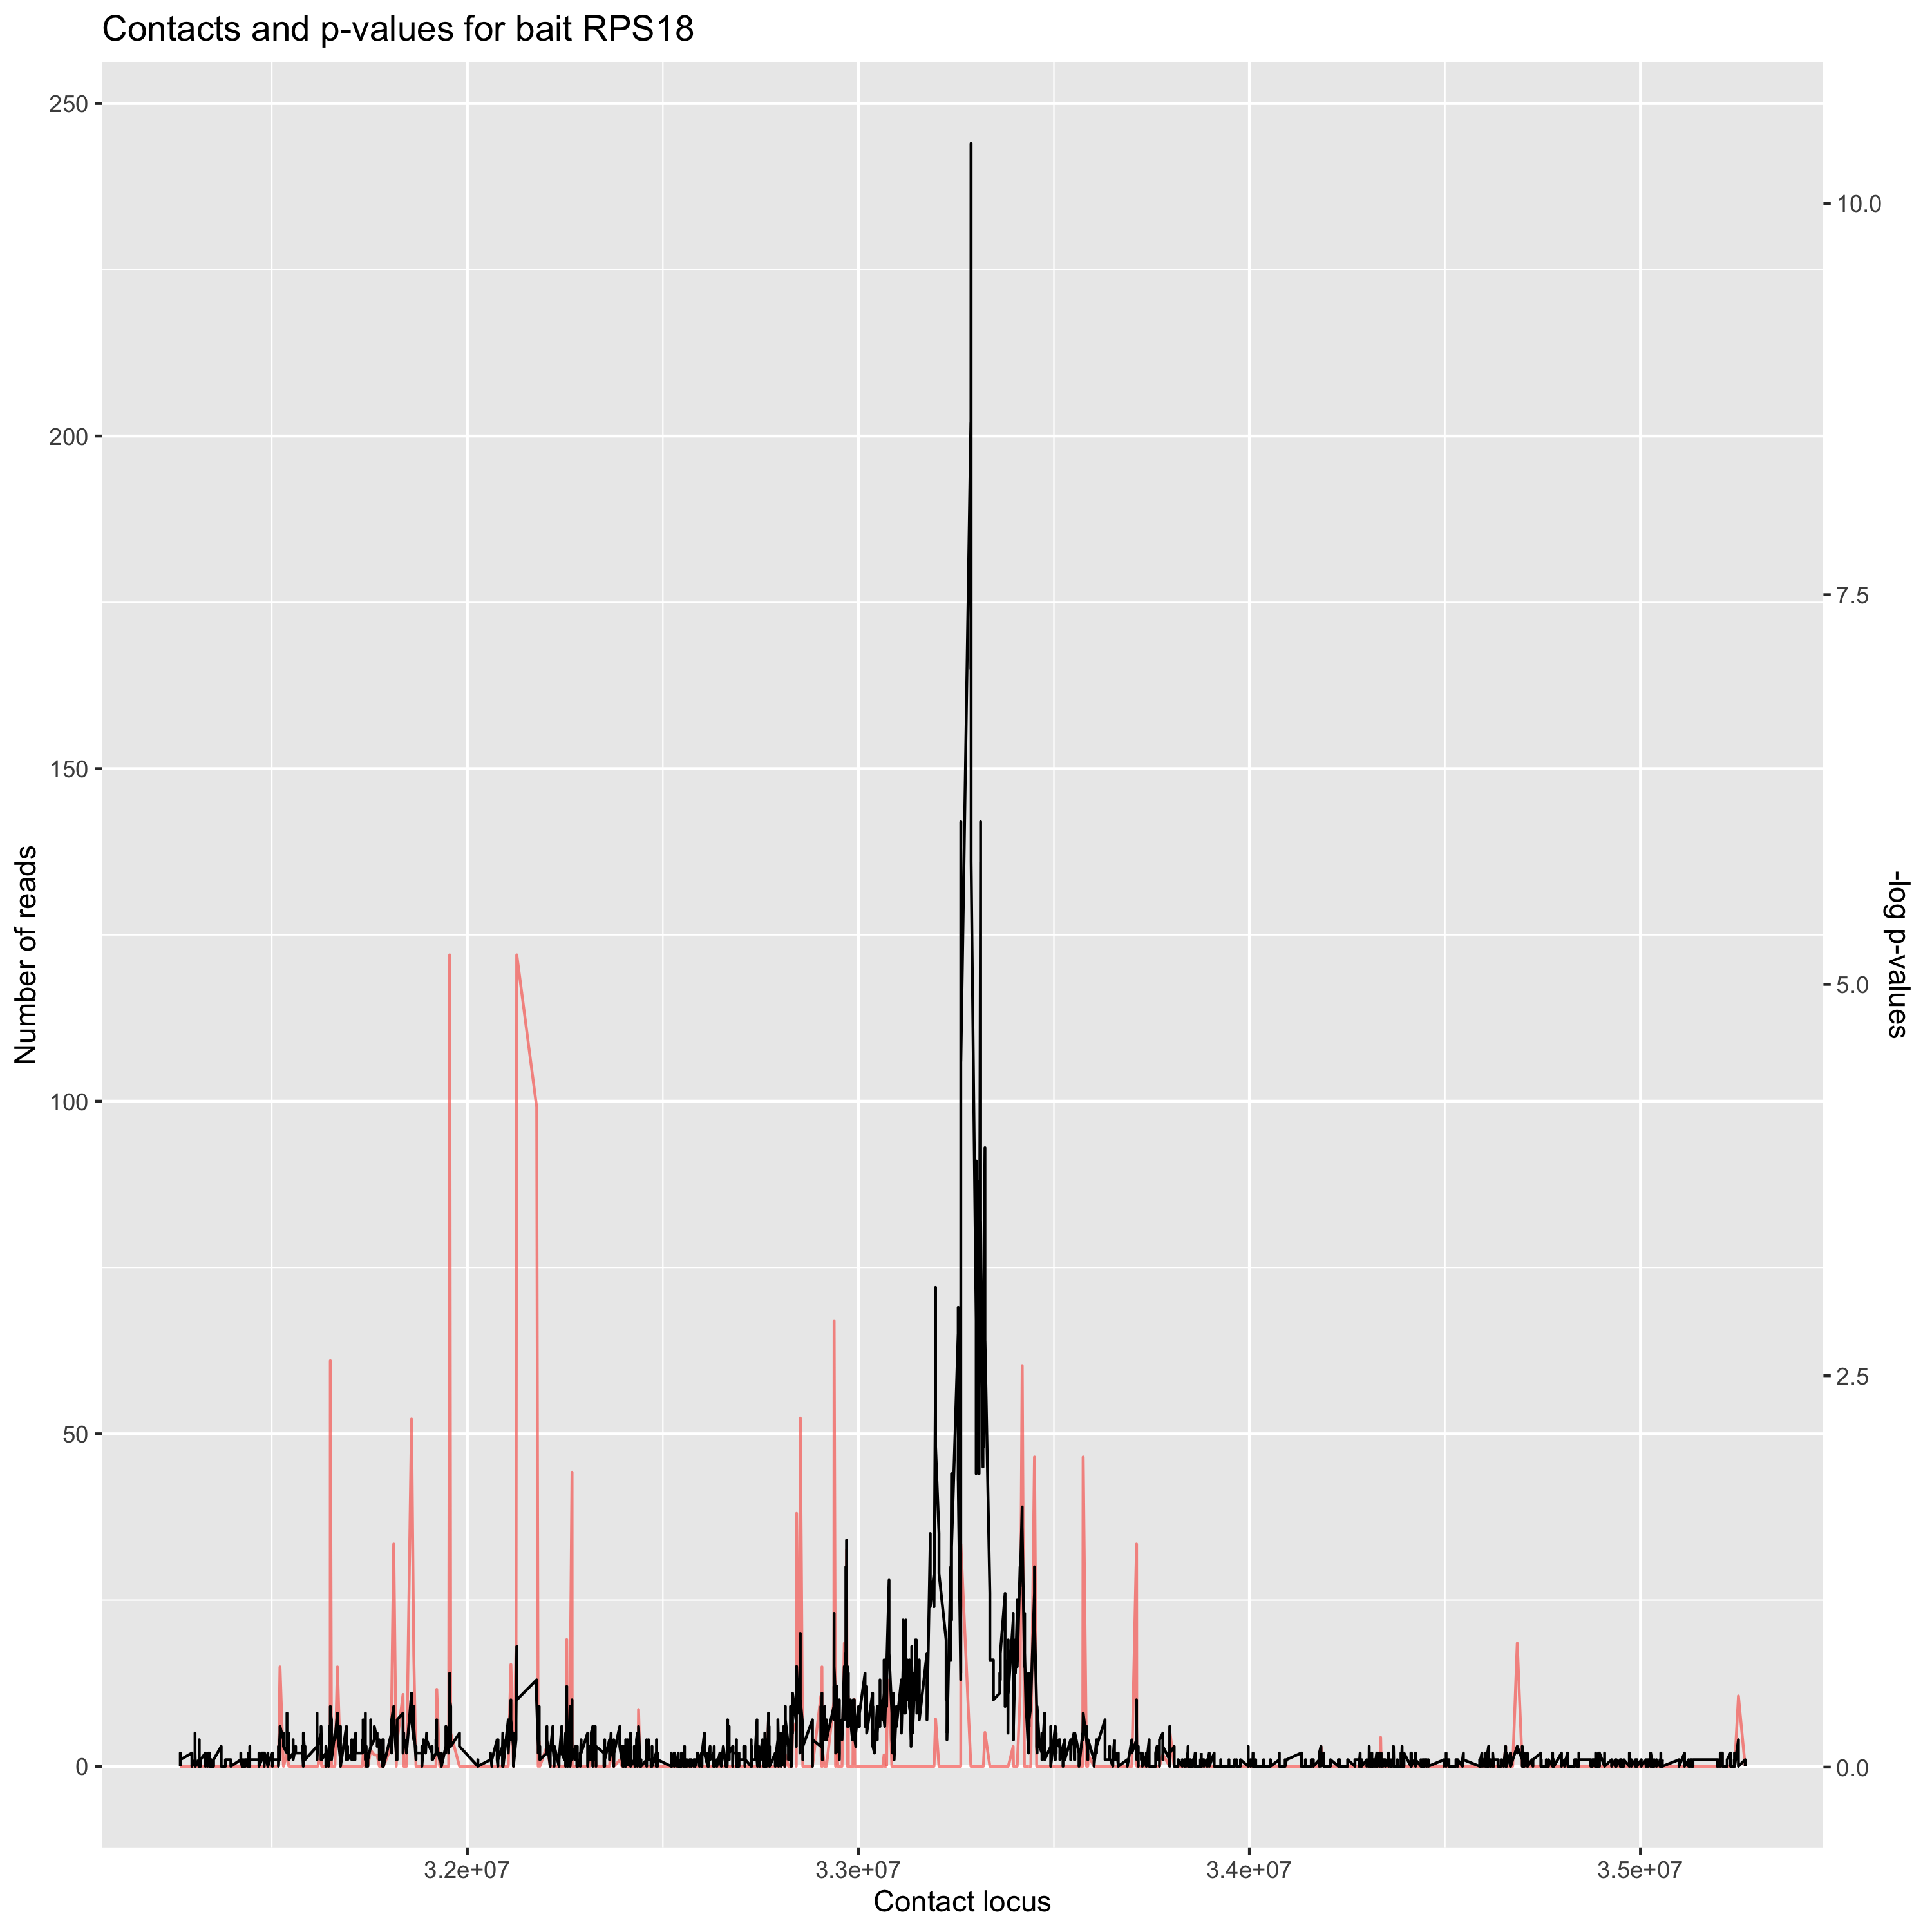 Contacts and p-values for bait RPS18
250
200
150
100
50
0
Number of reads
10.0
7.5
5.0
2.5
0.0
-log p-values
3.2e+07
3.3e+07
3.4e+07
3.5e+07
Contact locus